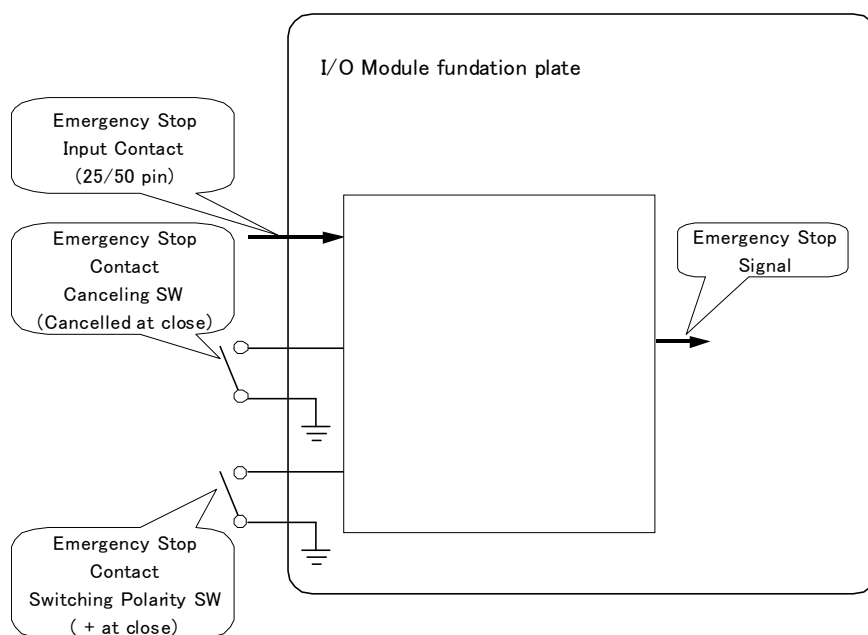 I/O Module fundation plate
Emergency Stop
Input Contact
(25/50 pin)
Emergency Stop
Contact
Canceling SW
(Cancelled at close)
Emergency Stop
Signal
Emergency Stop
Contact
Switching Polarity SW
( + at close)